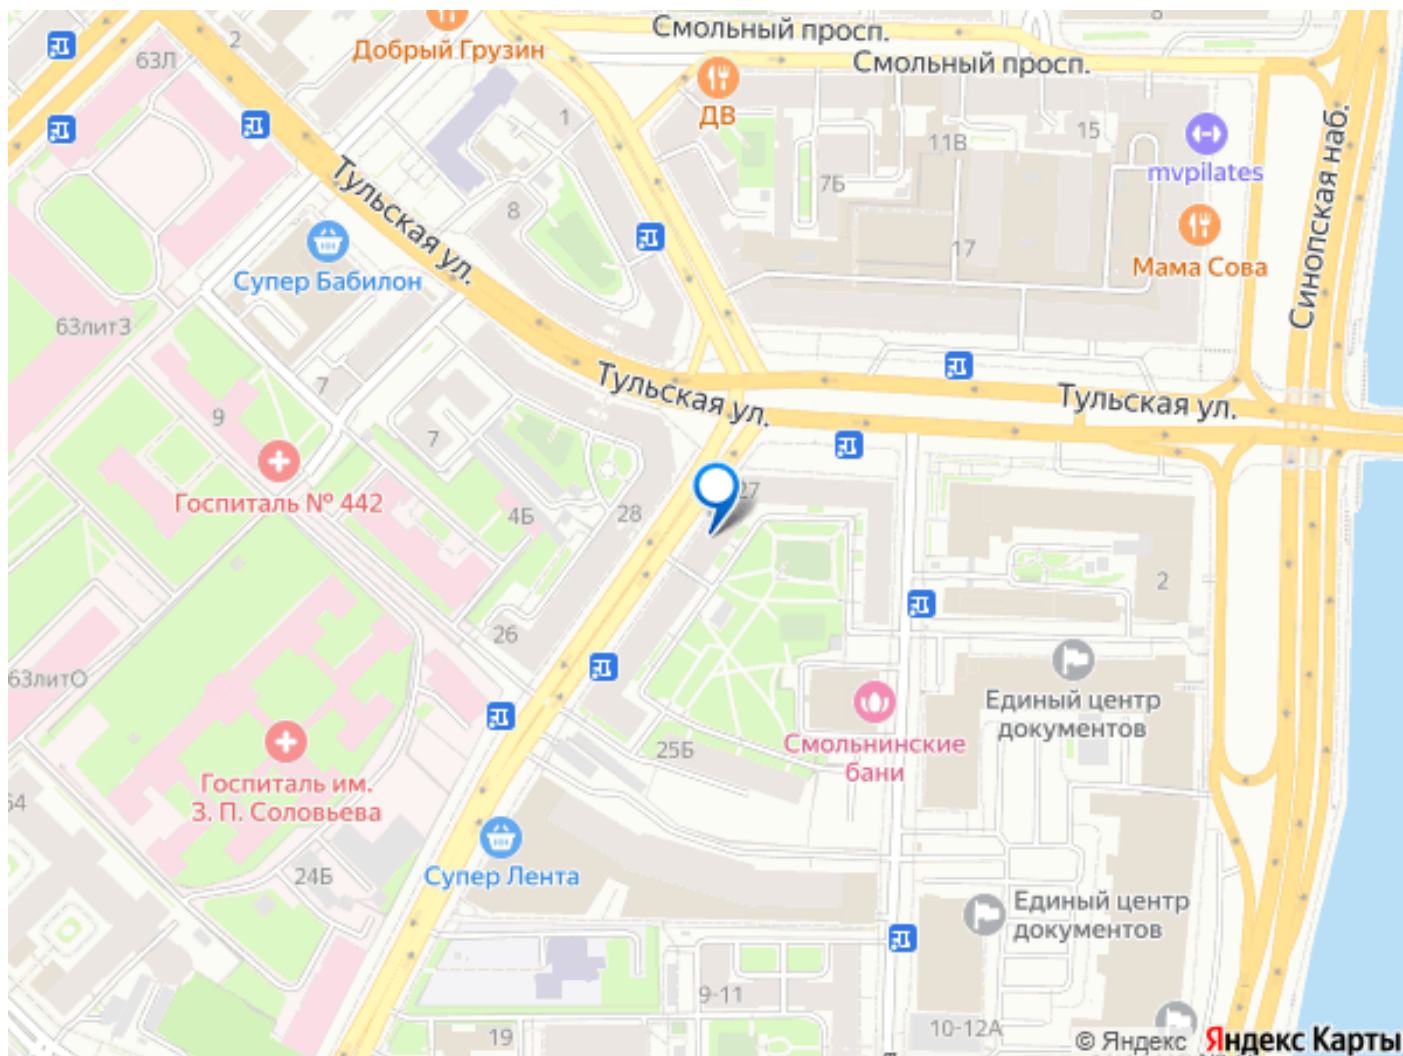 Смольный просп.
8
2
Добрый Грузин
63Л
Смольный просп.
ДВ
1
11В
15
Синопская наб.
mvpilates
7Б
Тульская ул.
8
17
Мама Сова
Супер Бабилон
63литЗ
7
Тульская ул.
Тульская ул.
9
7
27
Госпиталь № 442
4Б
28
2
26
63литО
Единый центр
документов
Смольнинские
бани
25Б
Госпиталь им.
З. П. Соловьева
64
24Б
Супер Лента
Единый центр
документов
9-11
19
10-12А
© Яндекс Яндекс Карты